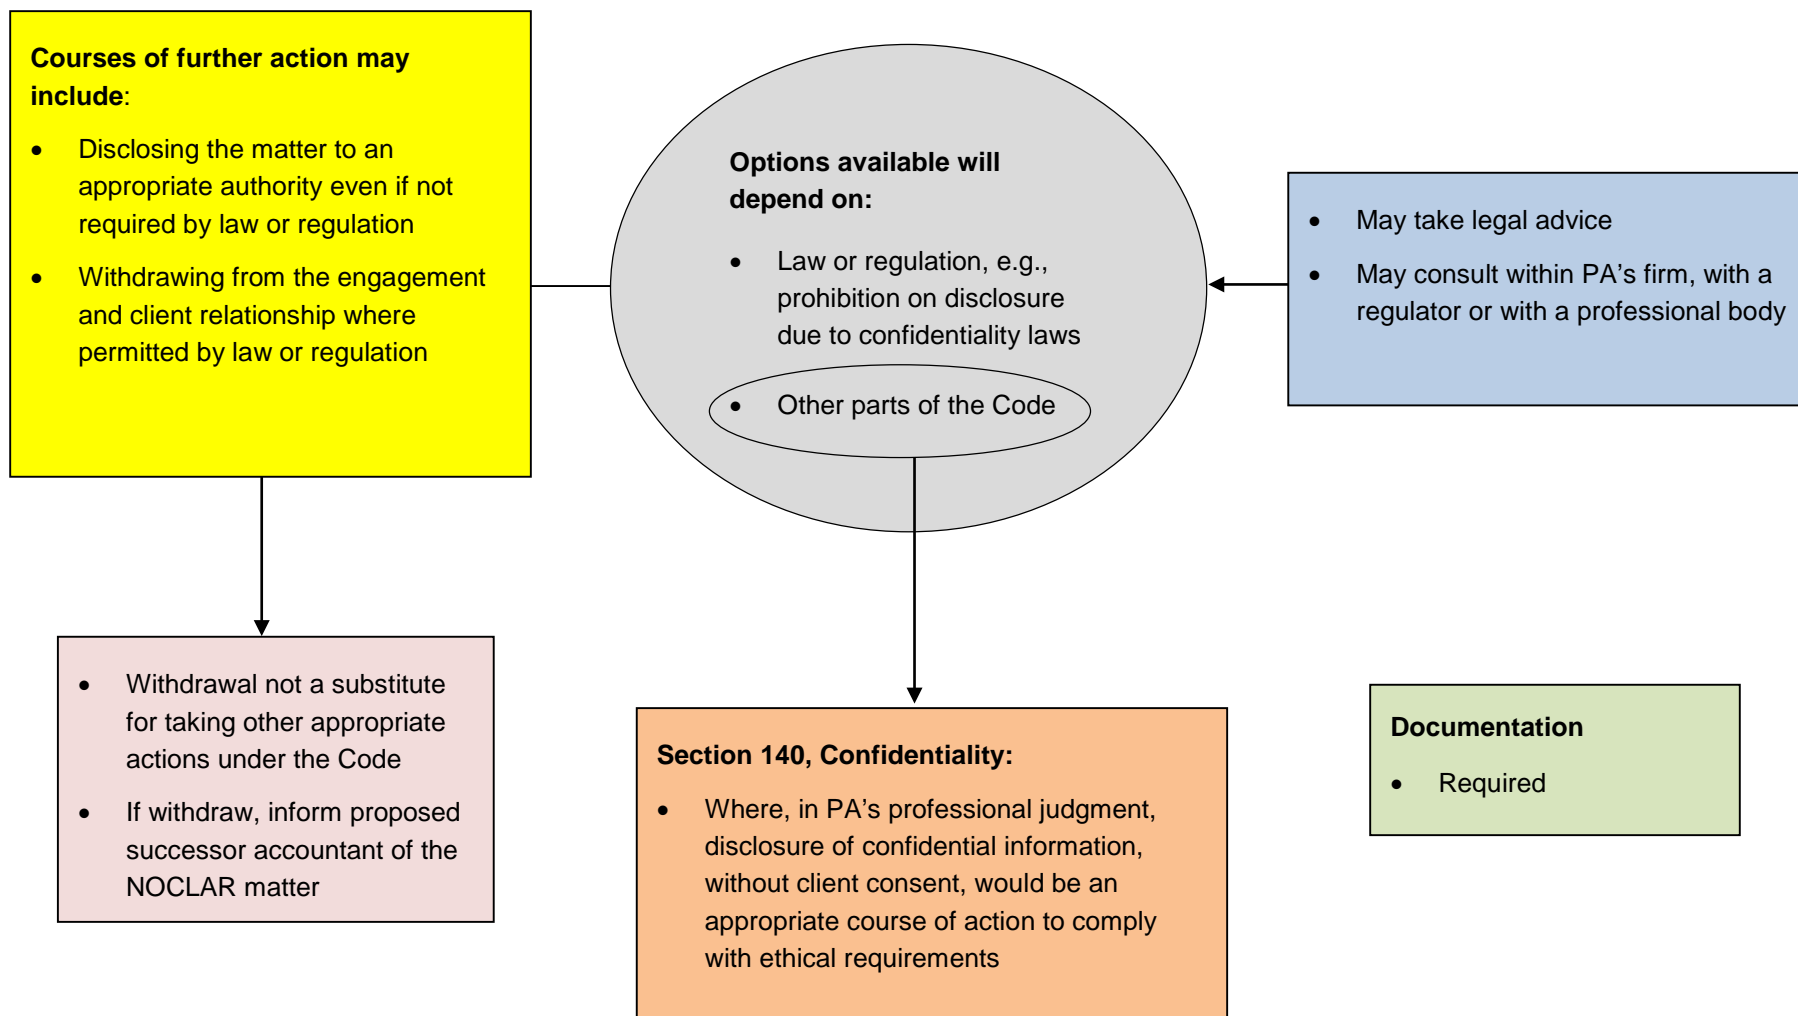 Courses of further action may
include:
• Disclosing the matter to an
appropriate authority even if not
required by law or regulation
• Withdrawing from the engagement
and client relationship where
permitted by law or regulation
Options available will
depend on:
• Law or regulation, e.g.,
prohibition on disclosure
due to confidentiality laws
• Other parts of the Code
• May take legal advice
• May consult within PA’s firm, with a
regulator or with a professional body
• Withdrawal not a substitute
for taking other appropriate
actions under the Code
• If withdraw, inform proposed
successor accountant of the
NOCLAR matter
Section 140, Confidentiality:
• Where, in PA’s professional judgment,
disclosure of confidential information,
without client consent, would be an
appropriate course of action to comply
with ethical requirements
Documentation
• Required